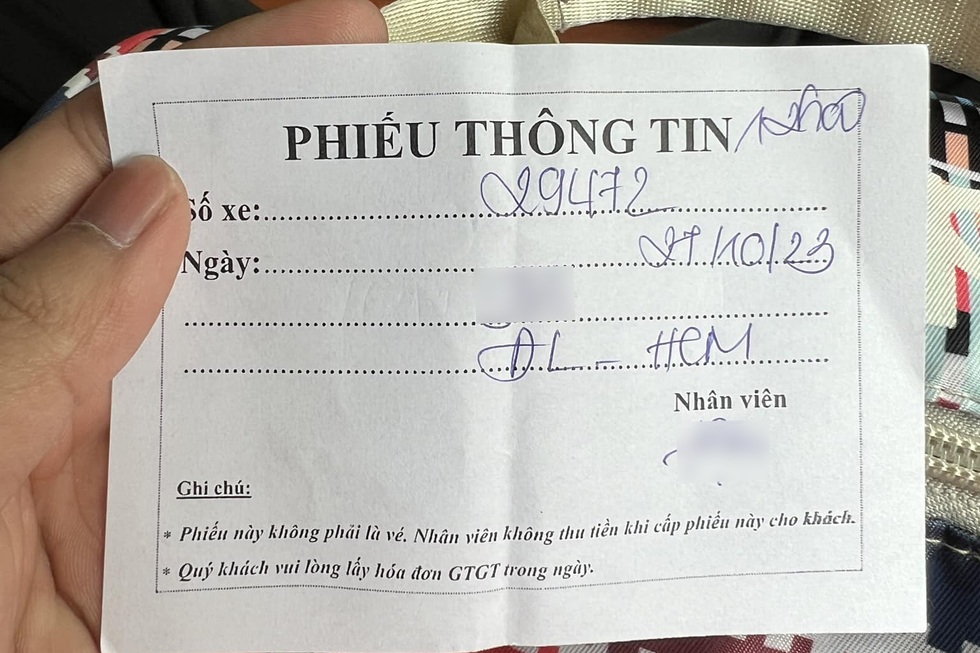 PHIẾU THÔNG TIN 12h00
Số xe: 29472
Ngày: 27/10/23
ĐL - HCM
Nhân viên
Ghi chú:
* Phiếu này không phải là vé. Nhân viên không thu tiền khi cấp phiếu này cho khách.
* Quý khách vui lòng lấy hóa đơn GTGT trong ngày.